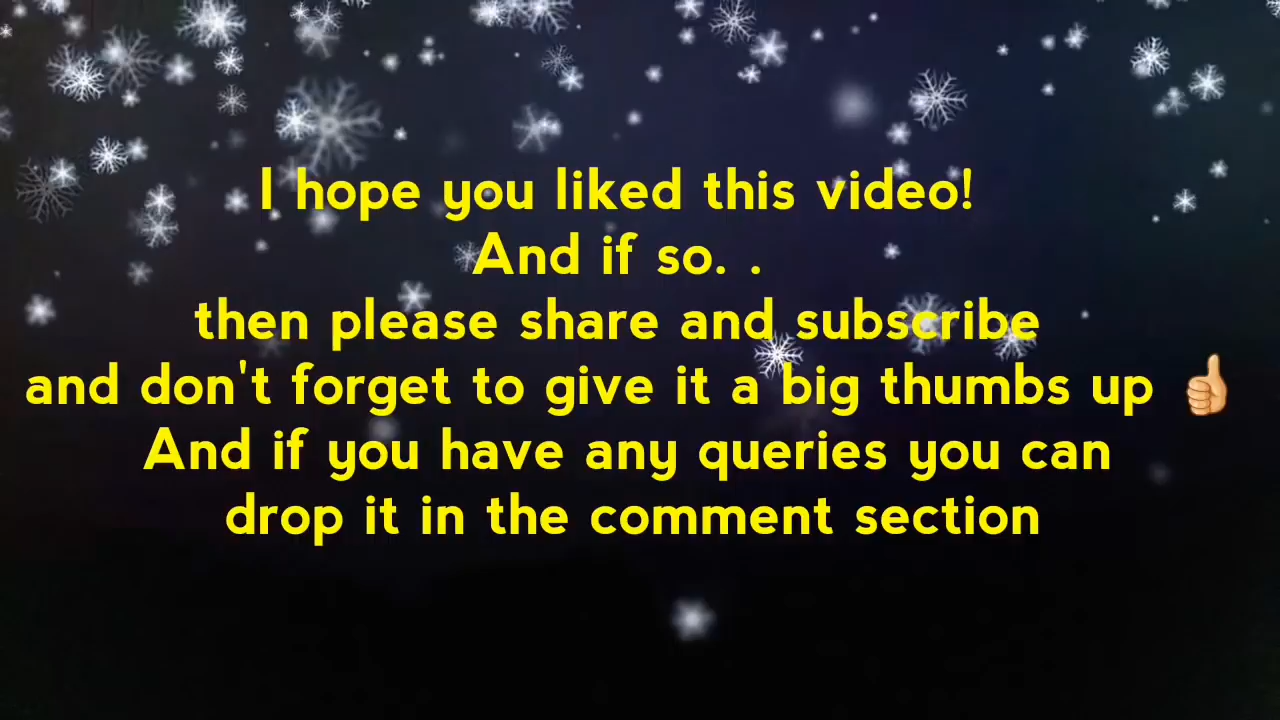 I hope you liked this video!
And if so. .
then please share and subscribe
and don't forget to give it a big thumbs up 👍
And if you have any queries you can
drop it in the comment section